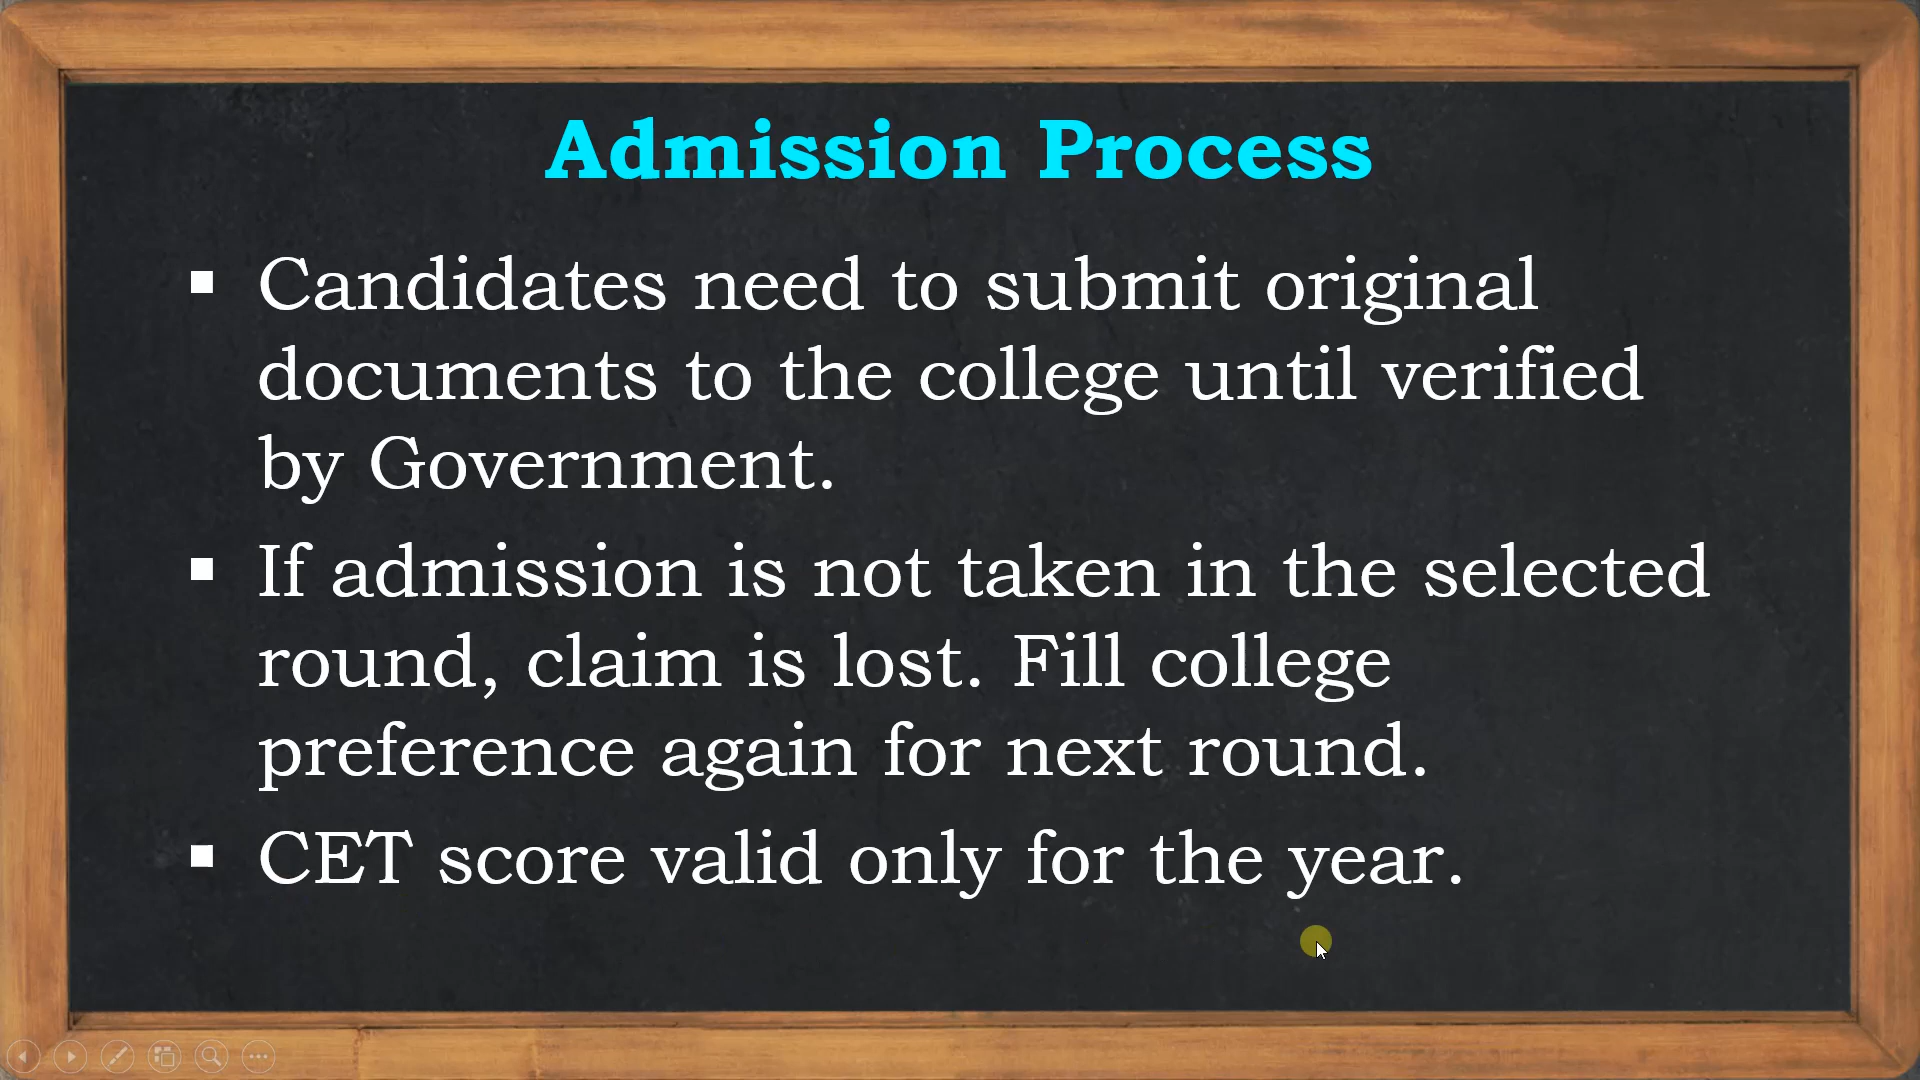 Admission Process
▪ Candidates need to submit original
documents to the college until verified
by Government.
▪ If admission is not taken in the selected
round, claim is lost. Fill college
preference again for next round.
▪ CET score valid only for the year.